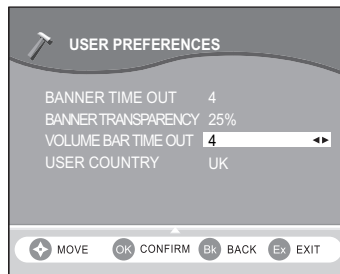 USER PREFERENCES
BANNER TIME OUT 4
BANNER TRANSPARENCY 25%
VOLUME BAR TIME OUT 4
USER COUNTRY UK
MOVE OK CONFIRM Bk BACK Ex EXIT